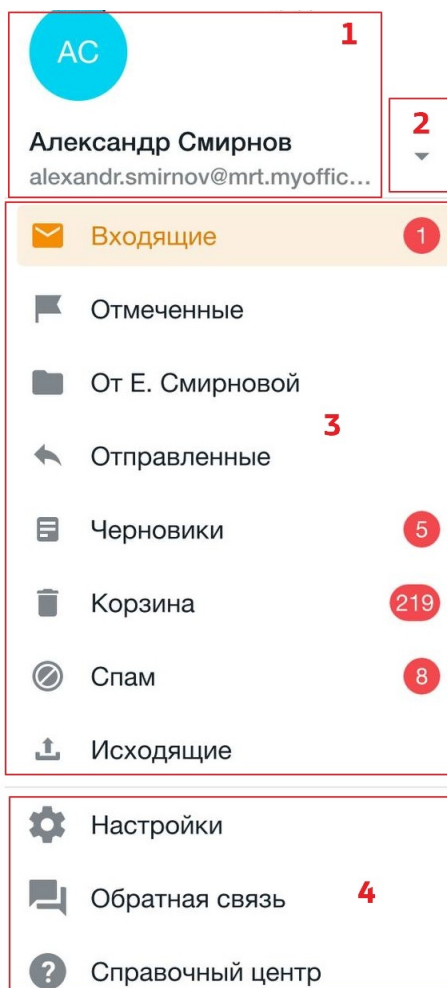 1
АС
2
Александр Смирнов
alexandr.smirnov@mrt.myoffic...
Входящие 1
Отмеченные
От Е. Смирновой
3
Отправленные
Черновики 5
Корзина 219
Спам 8
Исходящие
Настройки
Обратная связь 4
? Справочный центр